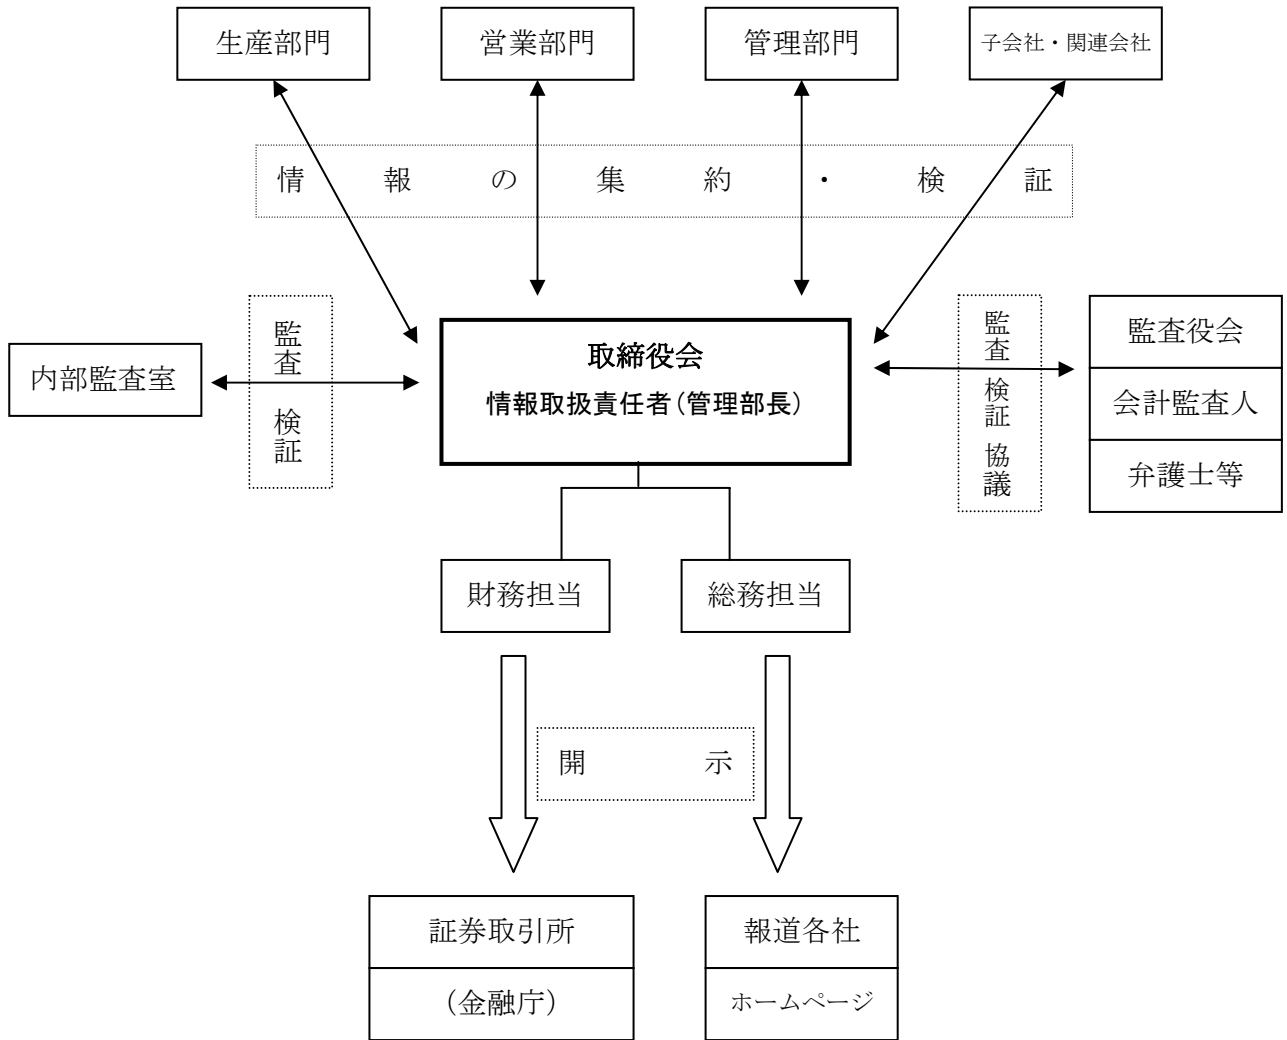 生産部門
営業部門
管理部門
子会社・関連会社
情報の集約・検証
監査 検証
内部監査室
取締役会
情報取扱責任者(管理部長)
監査 検証 協議
監査役会
会計監査人
弁護士等
財務担当
総務担当
開示
証券取引所
(金融庁)
報道各社
ホームページ